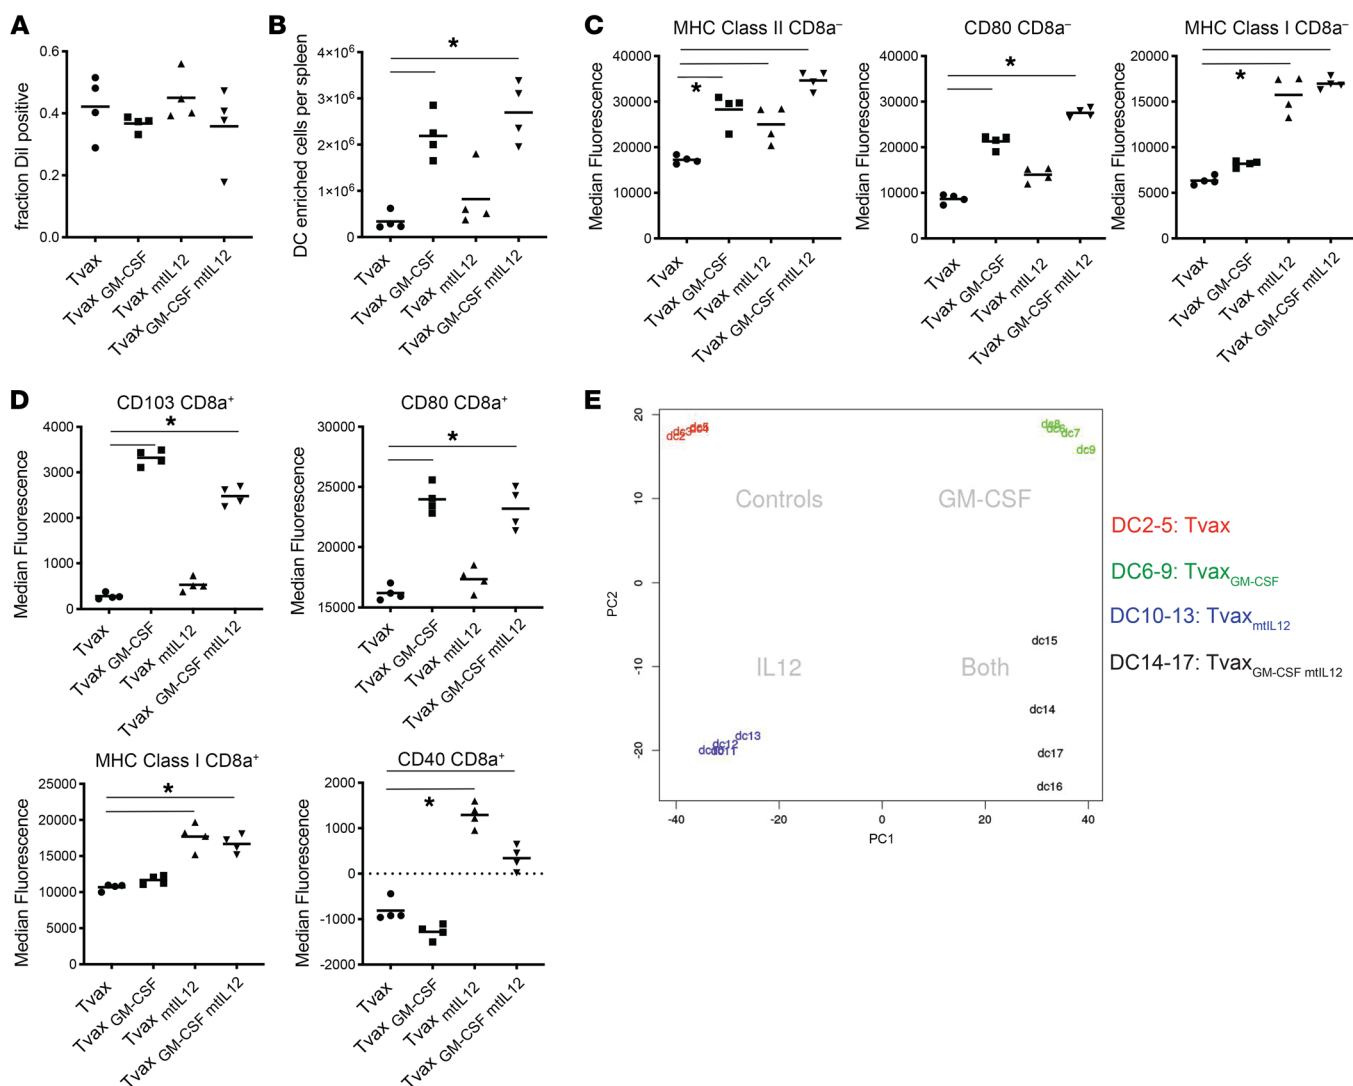 A
fraction Dil positive
0.6
0.4
0.2
0.0
Tvax
Tvax GM-CSF
Tvax mtIL12
Tvax GM-CSF mtIL12
B
DC enriched cells per spleen
4×10⁶
3×10⁶
2×10⁶
1×10⁶
0
*
Tvax
Tvax GM-CSF
Tvax mtIL12
Tvax GM-CSF mtIL12
C
MHC Class II CD8a⁻
Median Fluorescence
40000
30000
20000
10000
0
*
Tvax
Tvax GM-CSF
Tvax mtIL12
Tvax GM-CSF mtIL12
CD80 CD8a⁻
Median Fluorescence
40000
30000
20000
10000
0
*
Tvax
Tvax GM-CSF
Tvax mtIL12
Tvax GM-CSF mtIL12
MHC Class I CD8a⁻
Median Fluorescence
20000
15000
10000
5000
0
*
Tvax
Tvax GM-CSF
Tvax mtIL12
Tvax GM-CSF mtIL12
D
CD103 CD8a⁺
Median Fluorescence
4000
3000
2000
1000
0
*
Tvax
Tvax GM-CSF
Tvax mtIL12
Tvax GM-CSF mtIL12
CD80 CD8a⁺
Median Fluorescence
30000
25000
20000
15000
*
Tvax
Tvax GM-CSF
Tvax mtIL12
Tvax GM-CSF mtIL12
MHC Class I CD8a⁺
Median Fluorescence
25000
20000
15000
10000
5000
0
*
Tvax
Tvax GM-CSF
Tvax mtIL12
Tvax GM-CSF mtIL12
CD40 CD8a⁺
Median Fluorescence
2000
1000
0
-1000
-2000
*
Tvax
Tvax GM-CSF
Tvax mtIL12
Tvax GM-CSF mtIL12
E
PC2
20
10
0
-10
-20
dc2
dc3
dc8
dc6
dc7
dc9
Controls
GM-CSF
IL12
Both
dc15
dc14
dc17
dc16
dc13
dc12
dc11
-40
-20
0
20
40
PC1
DC2-5: Tvax
DC6-9: Tvax GM-CSF
DC10-13: Tvax mtIL12
DC14-17: Tvax GM-CSF mtIL12